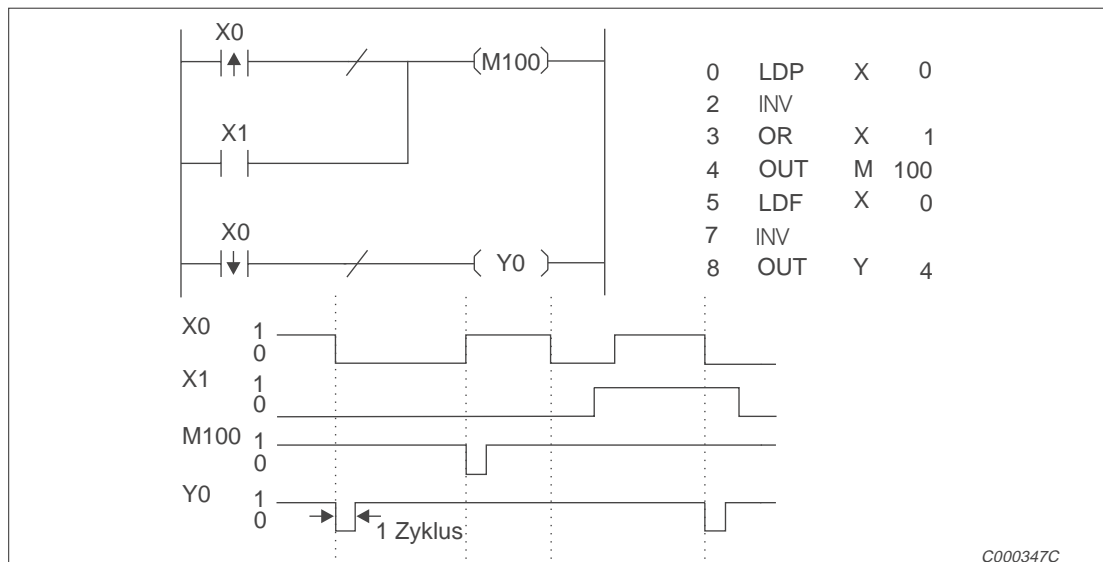 X0
M100
X1
X0
Y0
0 LDP X 0
2 INV
3 OR X 1
4 OUT M 100
5 LDF X 0
7 INV
8 OUT Y 4
X0 1
0
X1 1
0
M100 1
0
Y0 1
0
1 Zyklus
C000347C